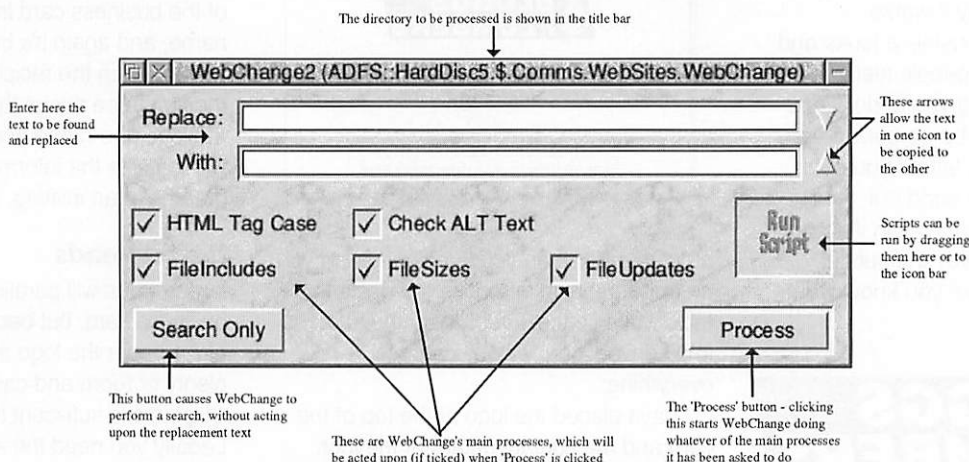 The directory to be processed is shown in the title bar
WebChange2 (ADFS::HardDisc5.$.Comms.WebSites.WebChange)
Enter here the
text to be found
and replaced
Replace:
With:
These arrows
allow the text
in one icon to
be copied to
the other
HTML Tag Case
Check ALT Text
FileIncludes
FileSizes
FileUpdates
Run
Script
Scripts can be
run by dragging
them here or to
the icon bar
Search Only
Process
This button causes WebChange to
perform a search, without acting
upon the replacement text
These are WebChange's main processes, which will
be acted upon (if ticked) when 'Process' is clicked
The 'Process' button - clicking
this starts WebChange doing
whatever of the main processes
it has been asked to do